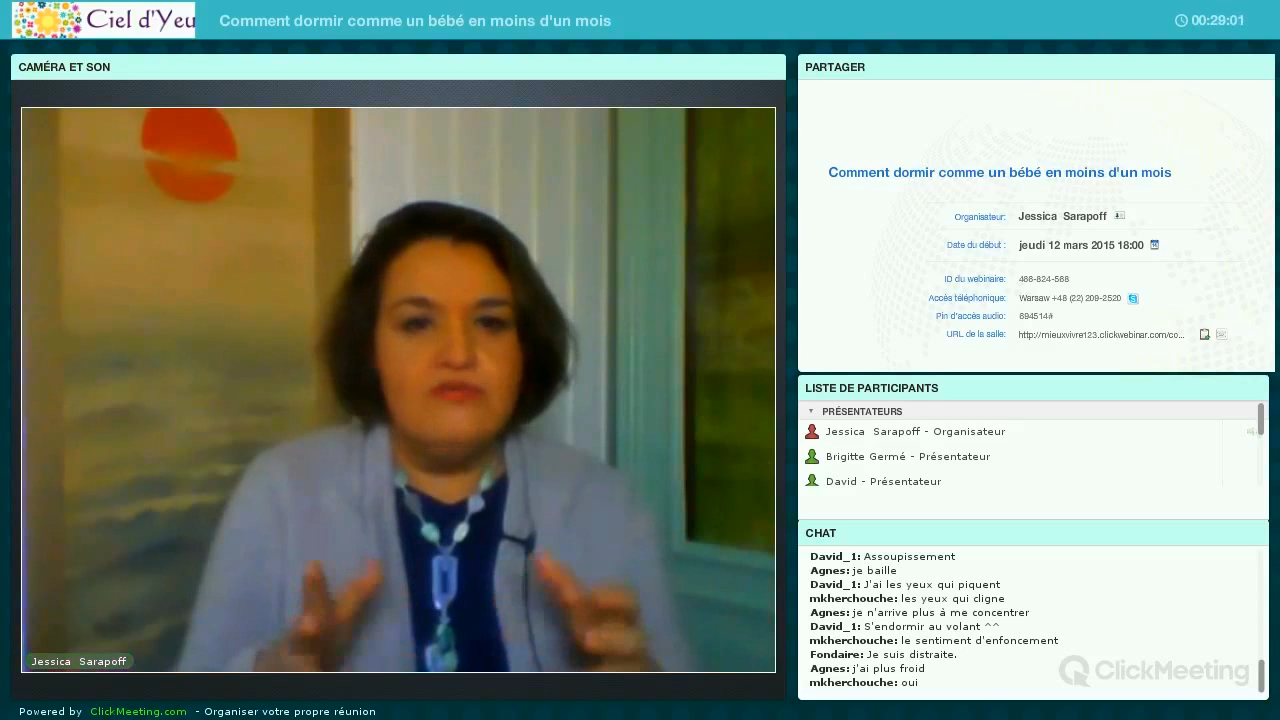 Ciel d'Yeu
Comment dormir comme un bébé en moins d'un mois
00:29:01
CAMÉRA ET SON
Jessica Sarapoff
PARTAGER
Comment dormir comme un bébé en moins d'un mois
Organisateur: Jessica Sarapoff
Date du début : jeudi 12 mars 2015 18:00
ID du webinaire: 466-824-568
Accès téléphonique: Warsaw +48 (22) 209-2520
Pin d'accès audio: 694514#
URL de la salle: http://mieuxvivre123.clickwebinar.com/co...
LISTE DE PARTICIPANTS
PRÉSENTATEURS
Jessica Sarapoff - Organisateur
Brigitte Germé - Présentateur
David - Présentateur
CHAT
David_1: Assoupissement
Agnes: je baille
David_1: J'ai les yeux qui piquent
mkherchouche: les yeux qui cligne
Agnes: je n'arrive plus à me concentrer
David_1: S'endormir au volant ^^
mkherchouche: le sentiment d'enfoncement
Fondaire: Je suis distraite.
Agnes: j'ai plus froid
mkherchouche: oui
ClickMeeting
Powered by ClickMeeting.com - Organiser votre propre réunion